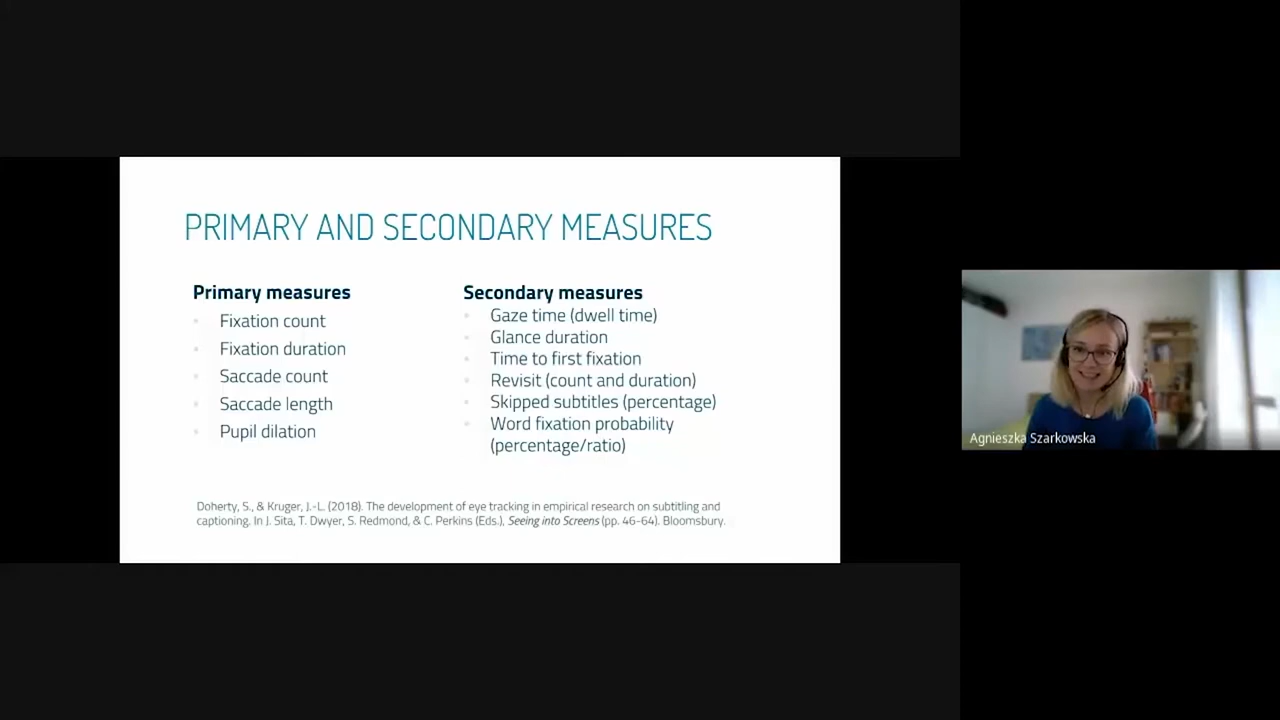 PRIMARY AND SECONDARY MEASURES
Primary measures
Fixation count
Fixation duration
Saccade count
Saccade length
Pupil dilation
Secondary measures
Gaze time (dwell time)
Glance duration
Time to first fixation
Revisit (count and duration)
Skipped subtitles (percentage)
Word fixation probability
(percentage/ratio)
Doherty, S., & Kruger, J.-L. (2018). The development of eye tracking in empirical research on subtitling and
captioning. In J. Sita, T. Dwyer, S. Redmond, & C. Perkins (Eds.), Seeing into Screens (pp. 46-64). Bloomsbury.
Agnieszka Szarkowska